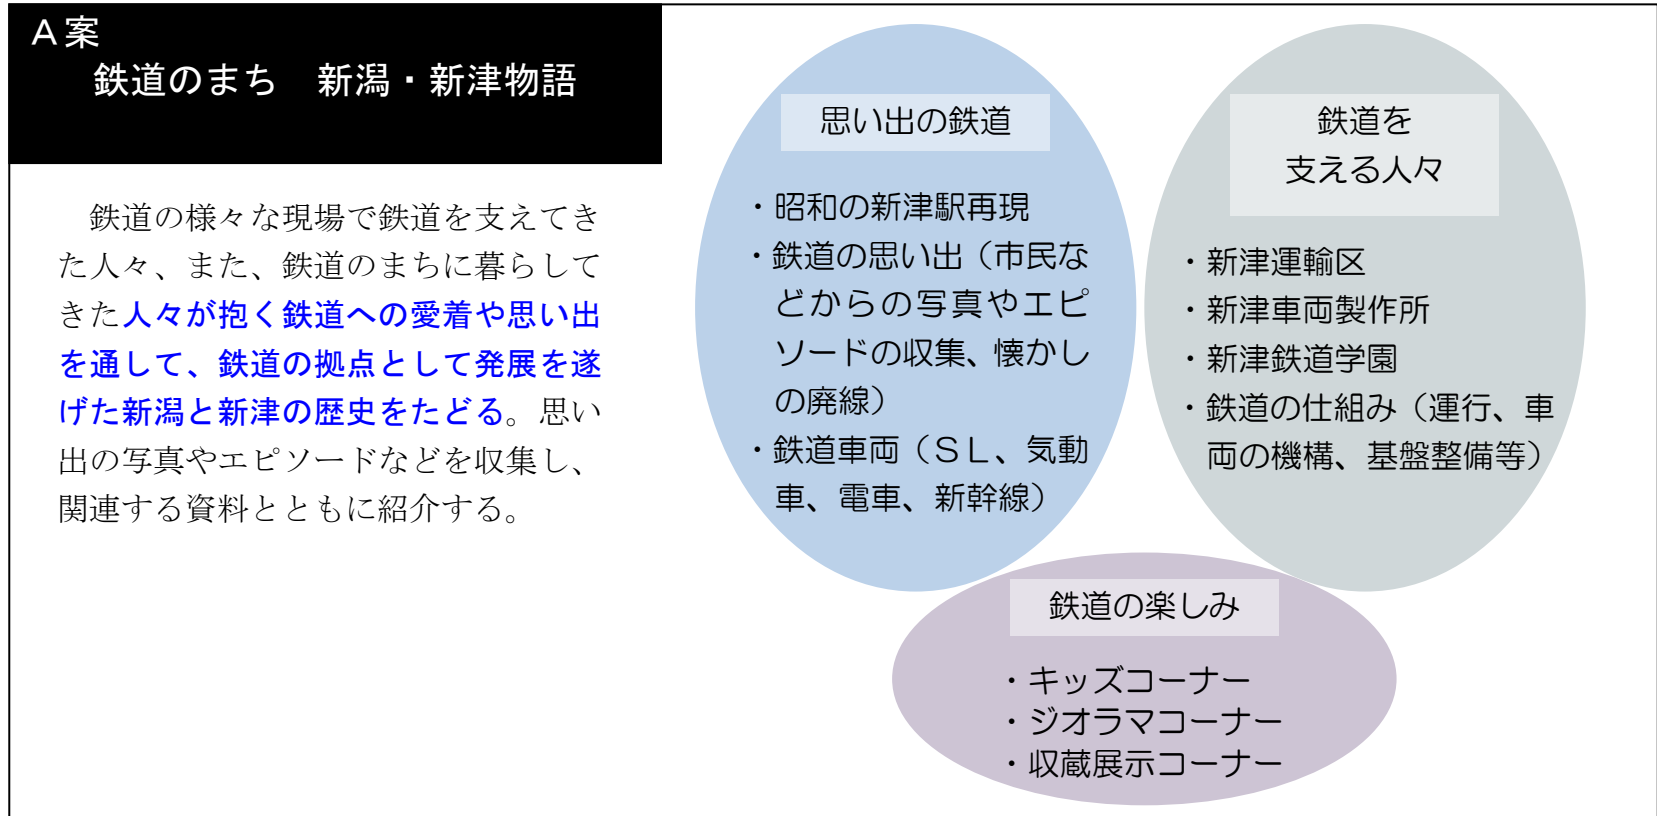 A案
鉄道のまち　新潟・新津物語
鉄道の様々な現場で鉄道を支えてき
た人々、また、鉄道のまちに暮らして
きた人々が抱く鉄道への愛着や思い出
を通して、鉄道の拠点として発展を遂
げた新潟と新津の歴史をたどる。思い
出の写真やエピソードなどを収集し、
関連する資料とともに紹介する。
思い出の鉄道
・昭和の新津駅再現
・鉄道の思い出（市民な
どからの写真やエピ
ソードの収集、懐かし
の廃線）
・鉄道車両（ＳＬ、気動
車、電車、新幹線）
鉄道を
支える人々
・新津運輸区
・新津車両製作所
・新津鉄道学園
・鉄道の仕組み（運行、車
両の機構、基盤整備等）
鉄道の楽しみ
・キッズコーナー
・ジオラマコーナー
・収蔵展示コーナー